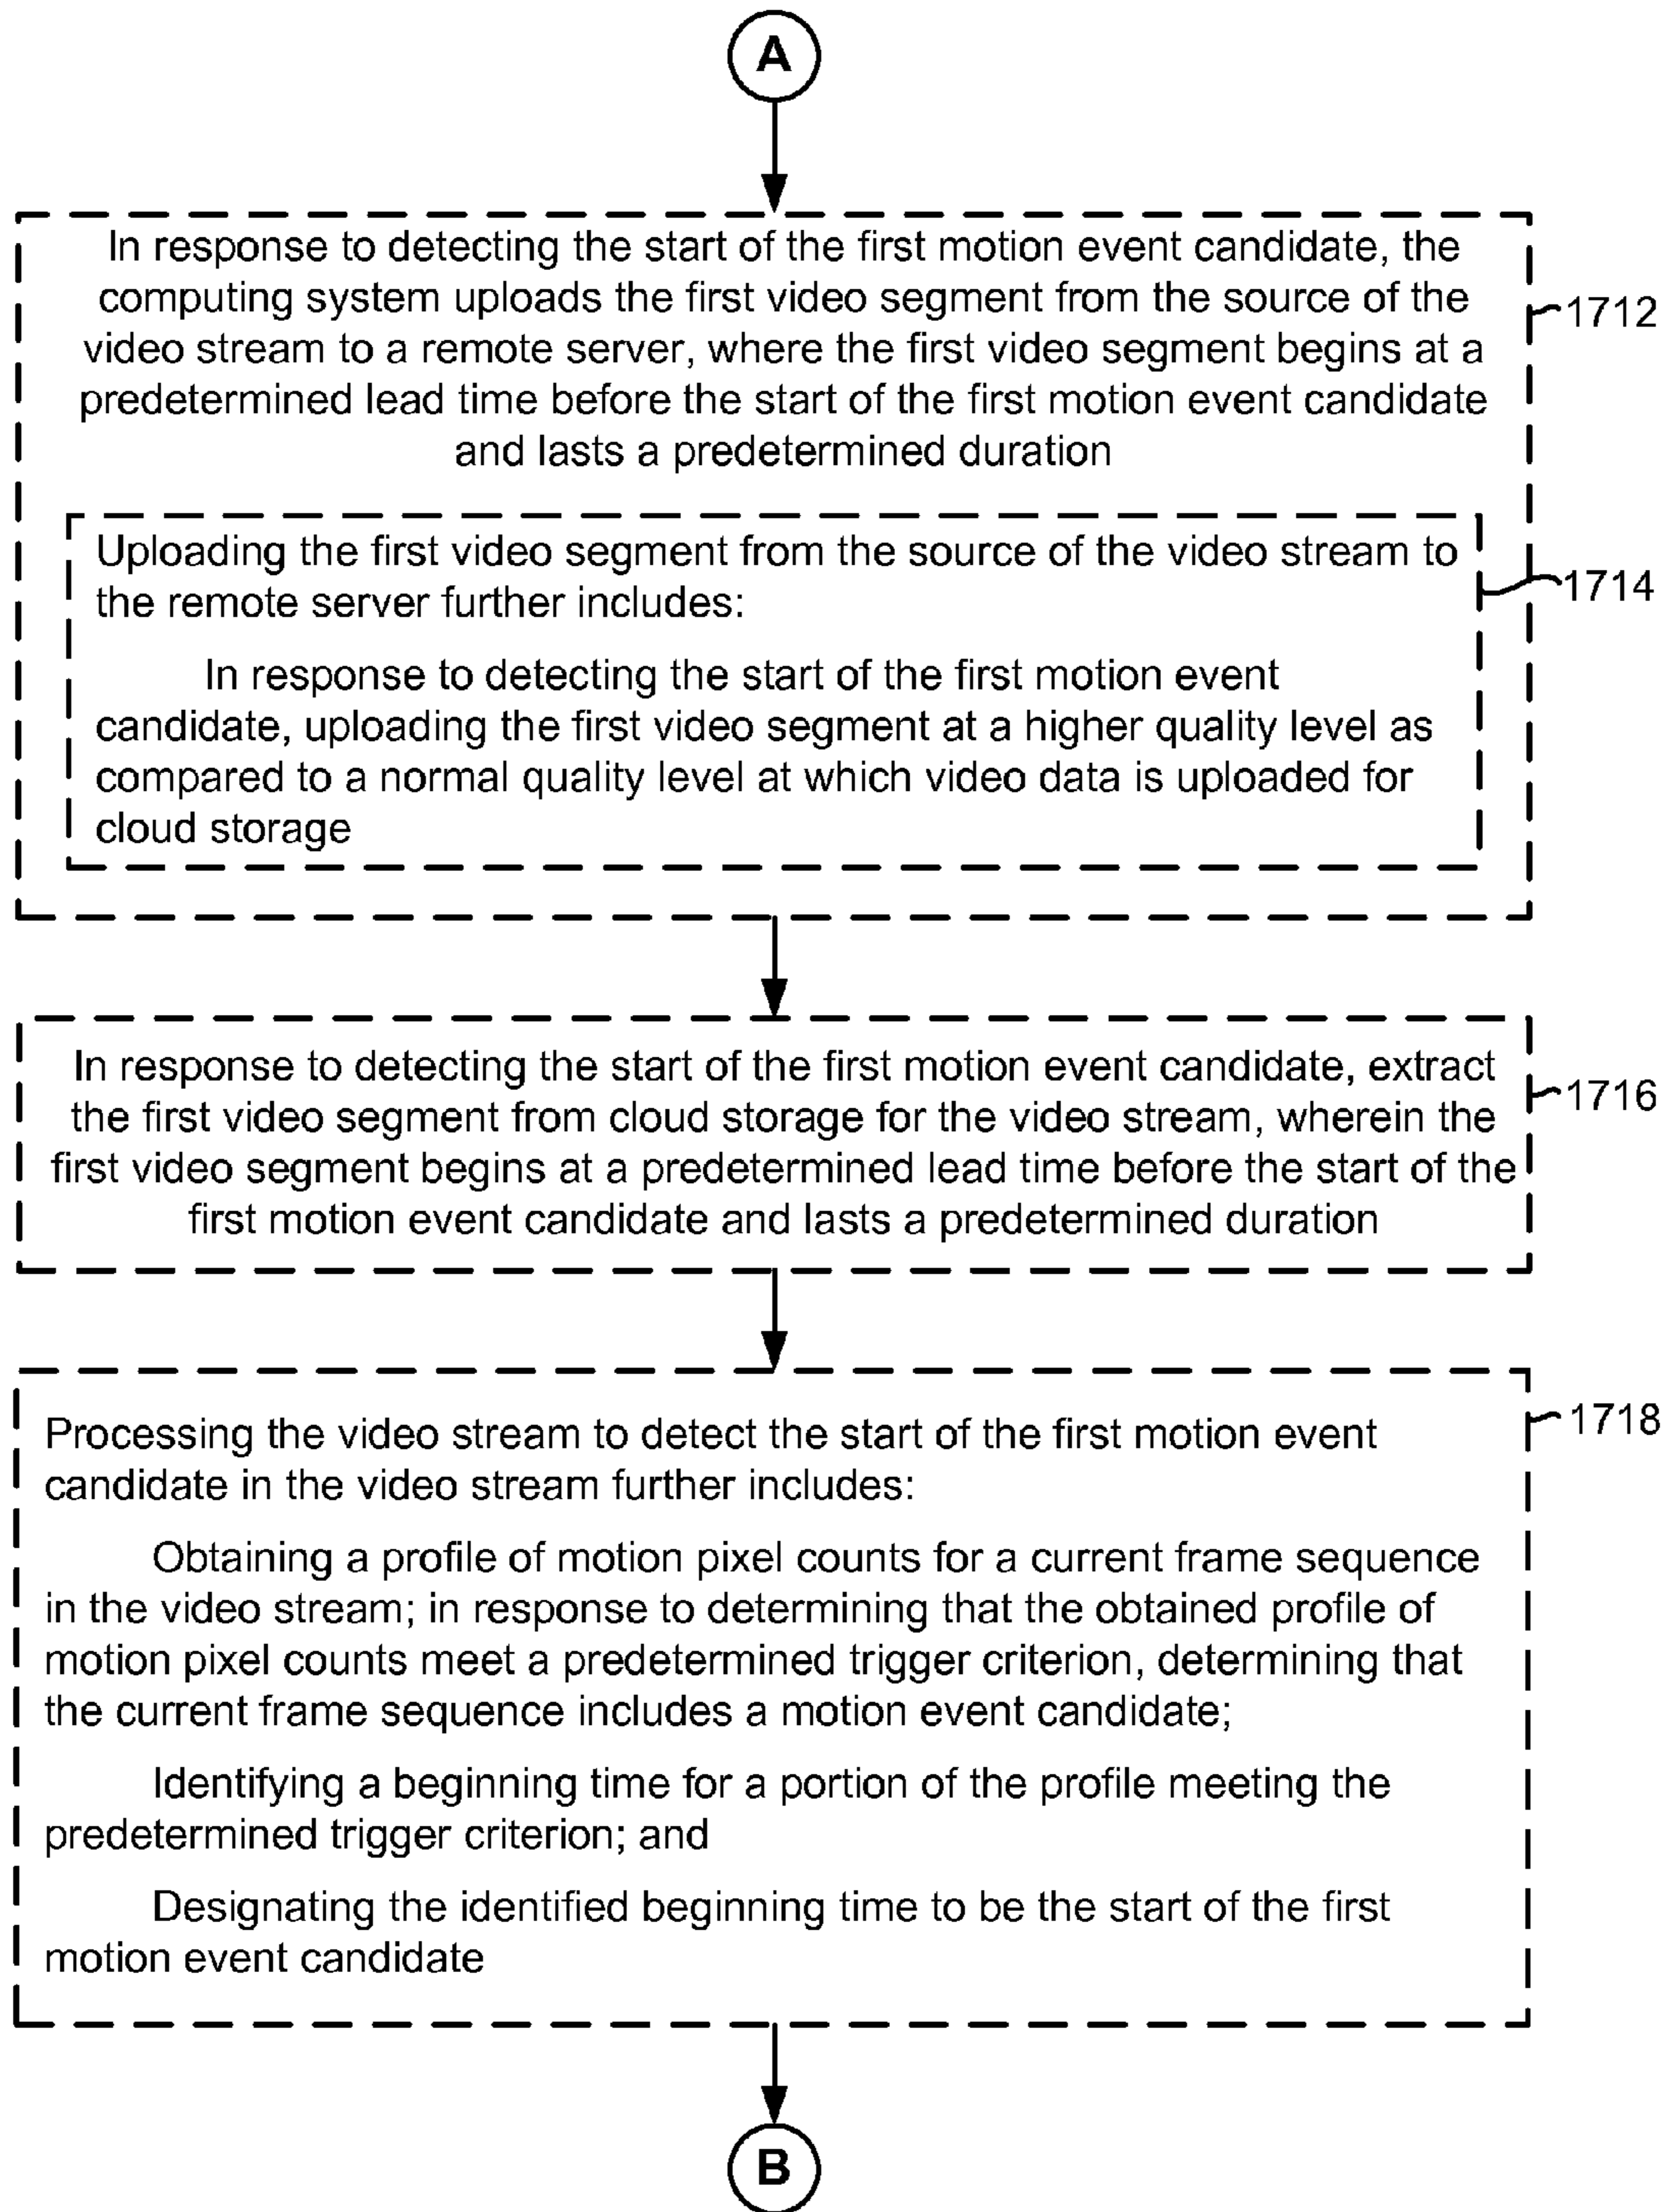 A
In response to detecting the start of the first motion event candidate, the
computing system uploads the first video segment from the source of the
video stream to a remote server, where the first video segment begins at a
predetermined lead time before the start of the first motion event candidate
and lasts a predetermined duration
1712
Uploading the first video segment from the source of the video stream to
the remote server further includes:
1714
In response to detecting the start of the first motion event
candidate, uploading the first video segment at a higher quality level as
compared to a normal quality level at which video data is uploaded for
cloud storage
In response to detecting the start of the first motion event candidate, extract
the first video segment from cloud storage for the video stream, wherein the
first video segment begins at a predetermined lead time before the start of the
first motion event candidate and lasts a predetermined duration
1716
Processing the video stream to detect the start of the first motion event
candidate in the video stream further includes:
1718
Obtaining a profile of motion pixel counts for a current frame sequence
in the video stream; in response to determining that the obtained profile of
motion pixel counts meet a predetermined trigger criterion, determining that
the current frame sequence includes a motion event candidate;
Identifying a beginning time for a portion of the profile meeting the
predetermined trigger criterion; and
Designating the identified beginning time to be the start of the first
motion event candidate
B